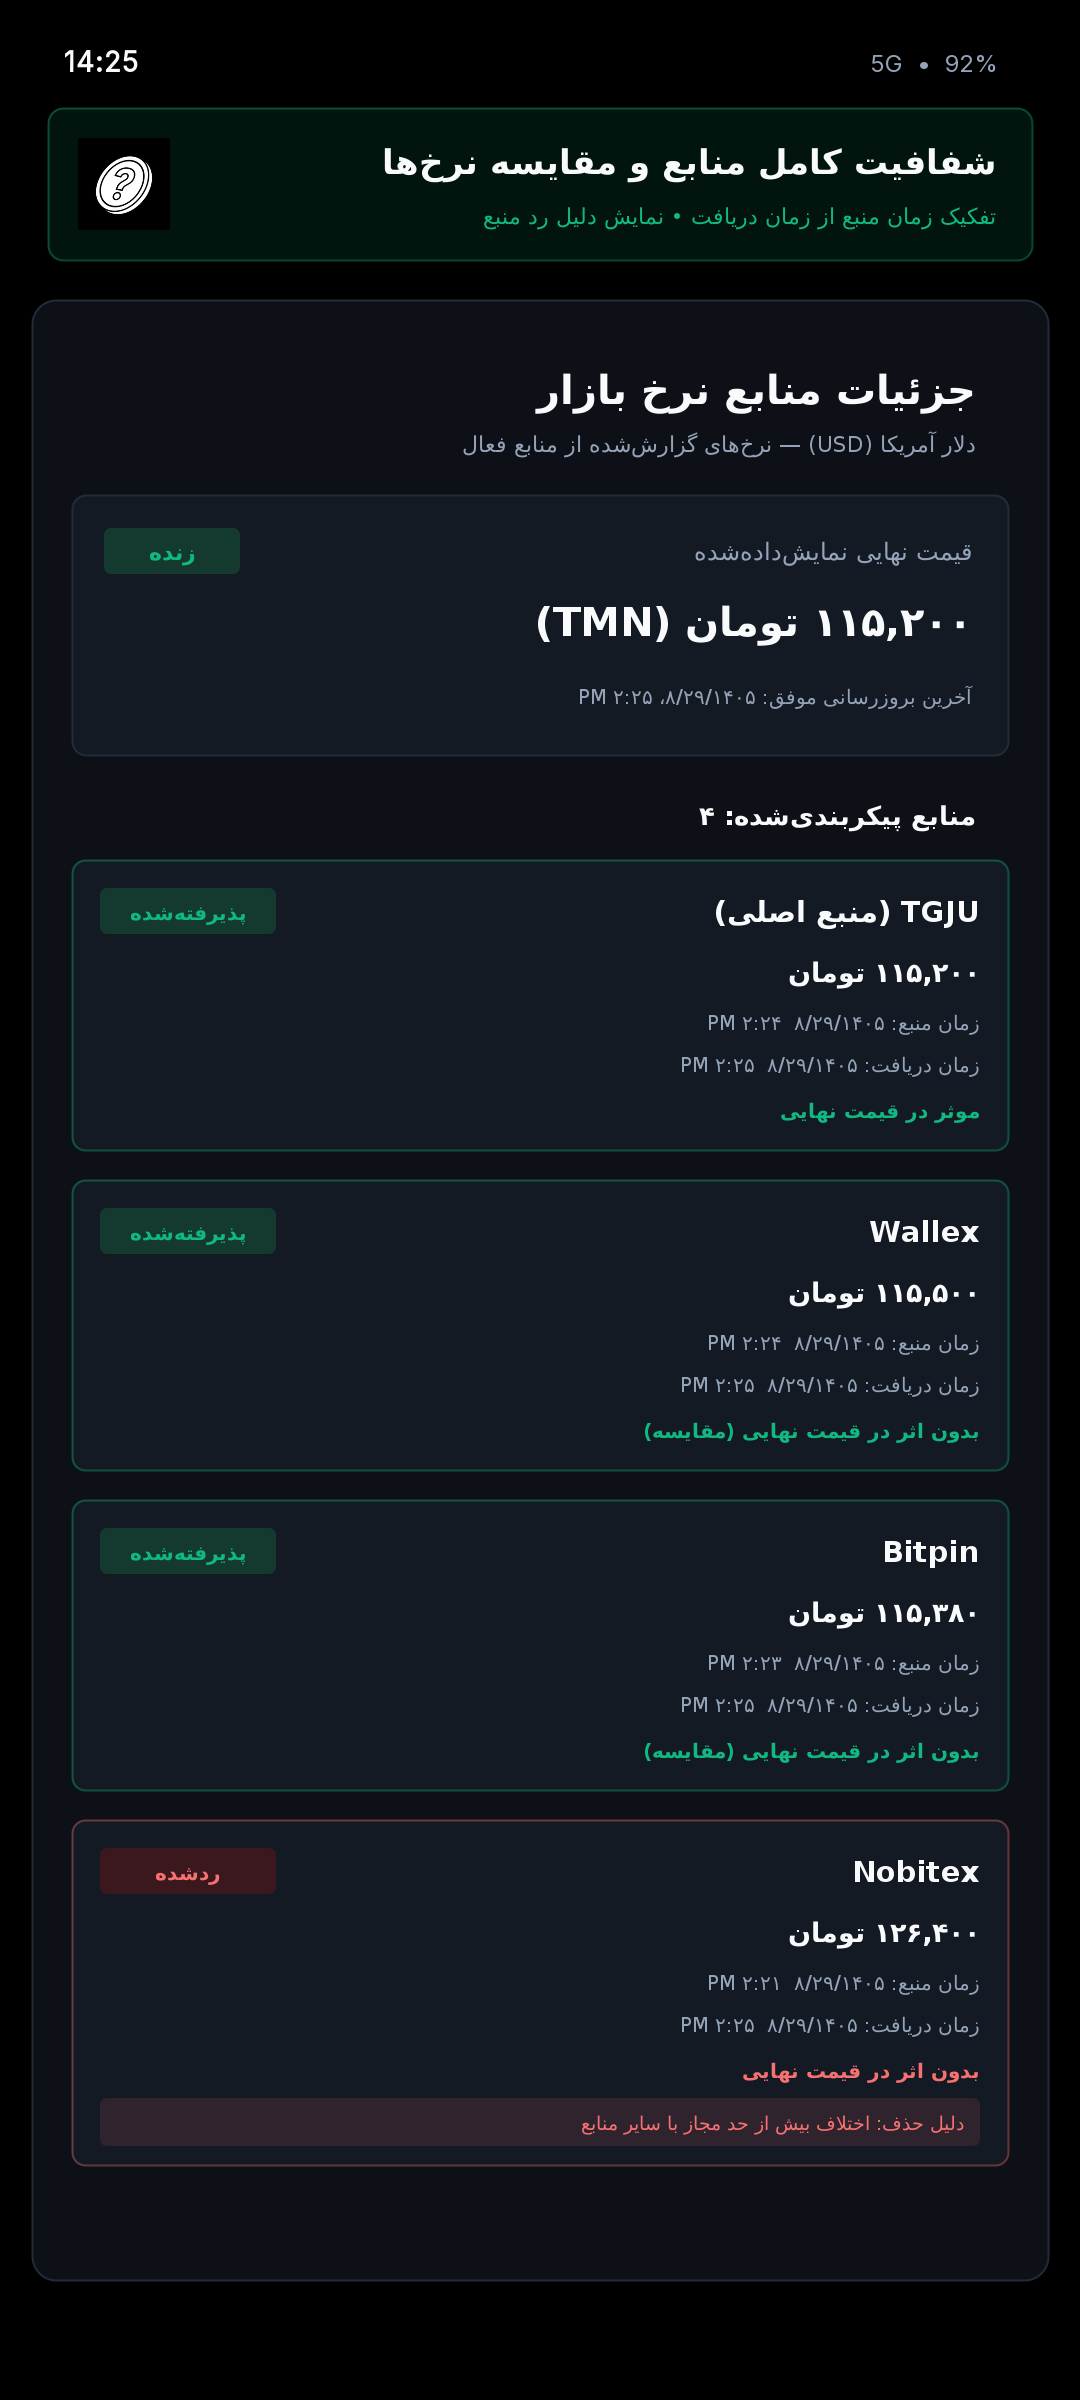 14:25
5G • 92%
شفافیت کامل منابع و مقایسه نرخ‌ها
تفکیک زمان منبع از زمان دریافت • نمایش دلیل رد منبع
?
جزئیات منابع نرخ بازار
دلار آمریکا (USD) — نرخ‌های گزارش‌شده از منابع فعال
قیمت نهایی نمایش‌داده‌شده
زنده
۱۱۵,۲۰۰ تومان (TMN)
آخرین بروزرسانی موفق: ۸/۲۹/۱۴۰۵، ۲:۲۵ PM
منابع پیکربندی‌شده: ۴
TGJU (منبع اصلی)
پذیرفته‌شده
۱۱۵,۲۰۰ تومان
زمان منبع: ۸/۲۹/۱۴۰۵ ۲:۲۴ PM
زمان دریافت: ۸/۲۹/۱۴۰۵ ۲:۲۵ PM
موثر در قیمت نهایی
Wallex
پذیرفته‌شده
۱۱۵,۵۰۰ تومان
زمان منبع: ۸/۲۹/۱۴۰۵ ۲:۲۴ PM
زمان دریافت: ۸/۲۹/۱۴۰۵ ۲:۲۵ PM
بدون اثر در قیمت نهایی (مقایسه)
Bitpin
پذیرفته‌شده
۱۱۵,۳۸۰ تومان
زمان منبع: ۸/۲۹/۱۴۰۵ ۲:۲۳ PM
زمان دریافت: ۸/۲۹/۱۴۰۵ ۲:۲۵ PM
بدون اثر در قیمت نهایی (مقایسه)
Nobitex
ردشده
۱۲۶,۴۰۰ تومان
زمان منبع: ۸/۲۹/۱۴۰۵ ۲:۲۱ PM
زمان دریافت: ۸/۲۹/۱۴۰۵ ۲:۲۵ PM
بدون اثر در قیمت نهایی
دلیل حذف: اختلاف بیش از حد مجاز با سایر منابع